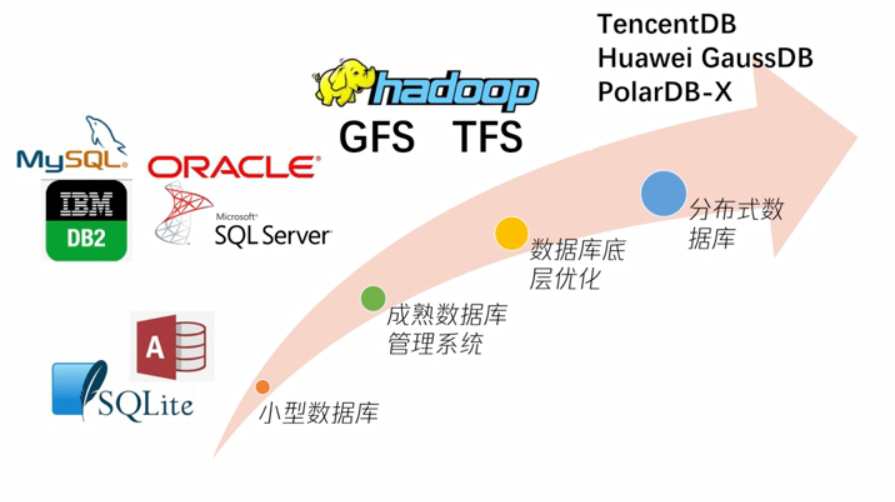 TencentDB
Huawei GaussDB
PolarDB-X
hadoop
GFS TFS
MySQL®
ORACLE®
IBM
DB2
Microsoft®
SQL Server®
分布式数
据库
数据库底
层优化
成熟数据库
管理系统
A
SQLite
小型数据库